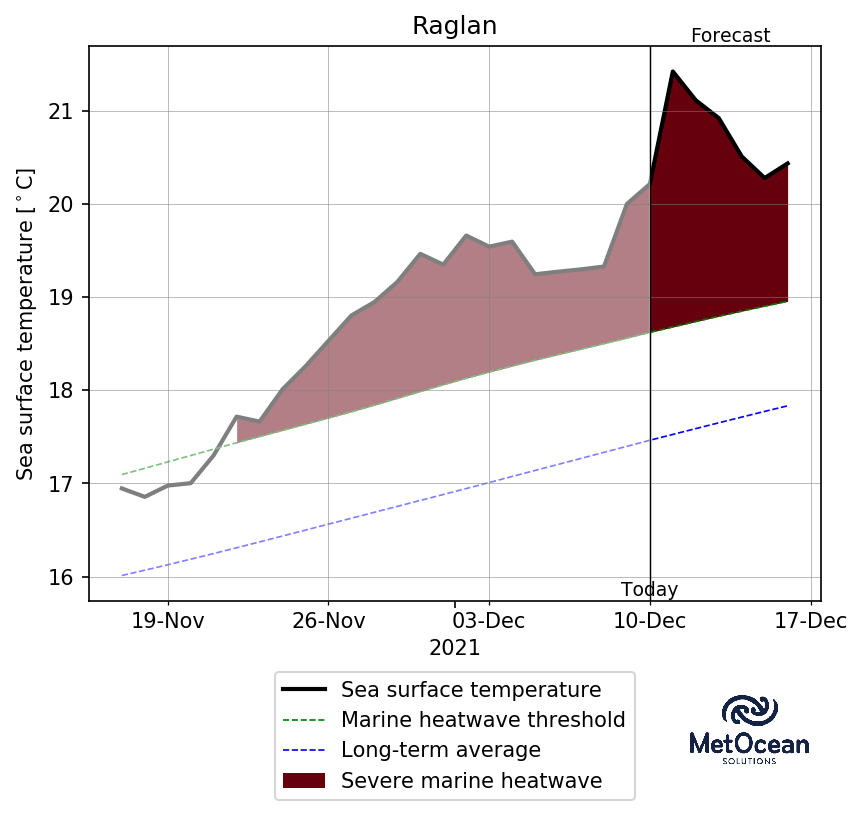 Raglan
Forecast
Sea surface temperature [°C]
21
20
19
18
17
16
Today
19-Nov 26-Nov 03-Dec 10-Dec 17-Dec
2021
Sea surface temperature
Marine heatwave threshold
Long-term average
Severe marine heatwave
MetOcean
SOLUTIONS